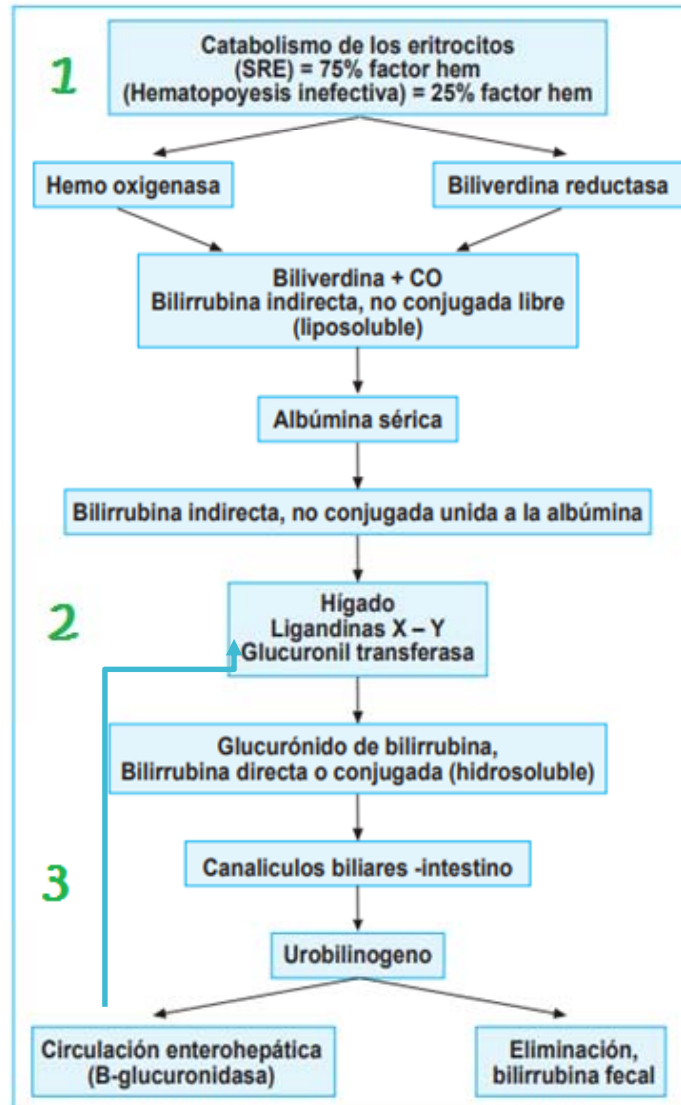 1
Catabolismo de los eritrocitos
(SRE) = 75% factor hem
(Hematopoyesis inefectiva) = 25% factor hem
Hemo oxigenasa
Biliverdina reductasa
Biliverdina + CO
Bilirrubina indirecta, no conjugada libre
(liposoluble)
Albúmina sérica
Bilirrubina indirecta, no conjugada unida a la albúmina
2
Hígado
Ligandinas X – Y
Glucuronil transferasa
Glucurónido de bilirrubina,
Bilirrubina directa o conjugada (hidrosoluble)
3
Canaliculos biliares -intestino
Urobilinogeno
Circulación enterohepática
(B-glucuronidasa)
Eliminación,
bilirrubina fecal